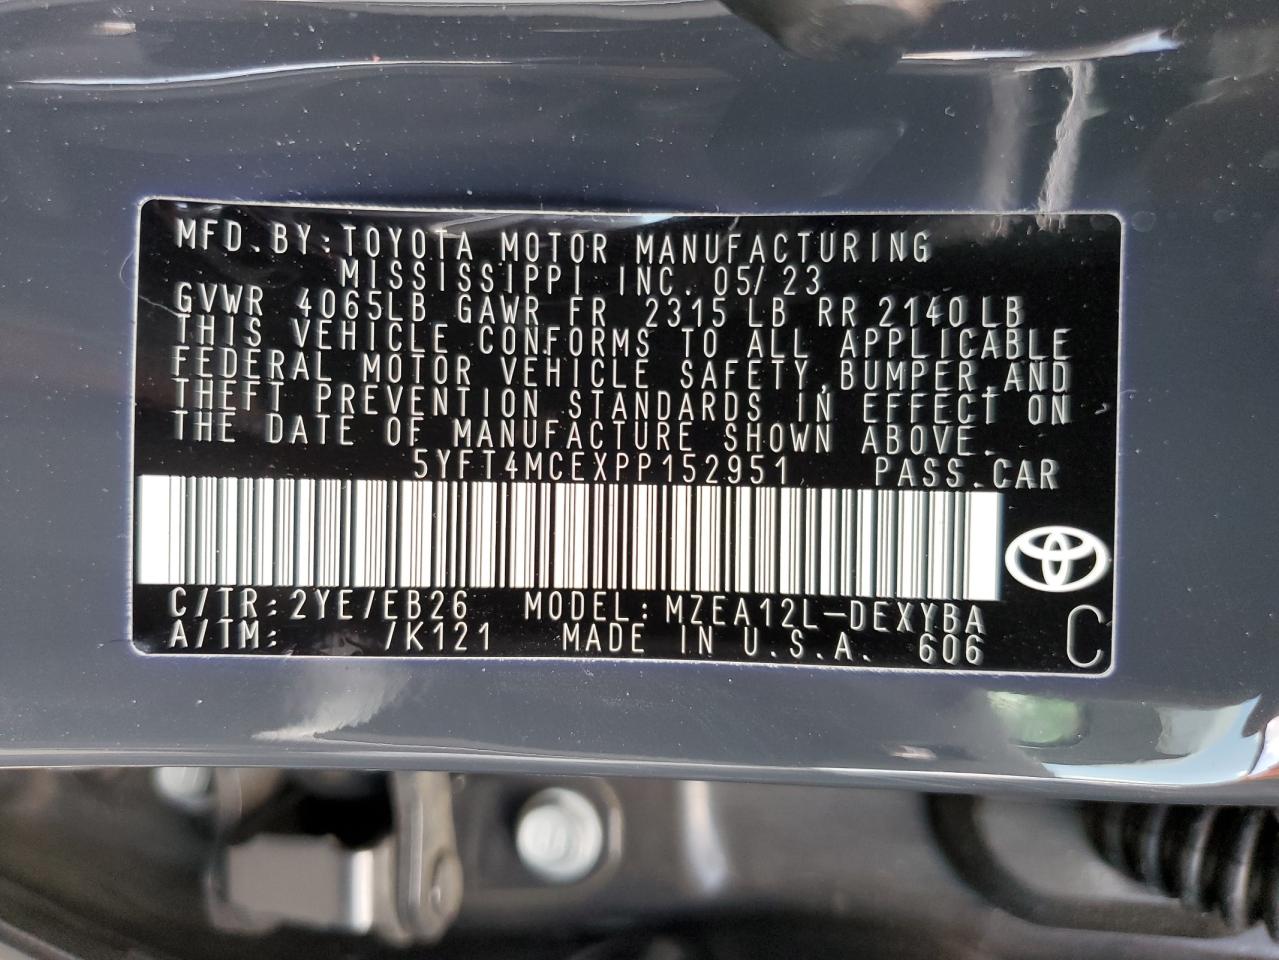 MFD.BY:TOYOTA MOTOR MANUFACTURING
MISSISSIPPI INC. 05/23
GVWR 4065LB GAWR FR 2315 LB RR 2140LB
THIS VEHICLE CONFORMS TO ALL APPLICABLE
FEDERAL MOTOR VEHICLE SAFETY,BUMPER,AND
THEFT PREVENTION STANDARDS IN EFFECT ON
THE DATE OF MANUFACTURE SHOWN ABOVE.
5YFT4MCEXPP152951 PASS.CAR
C/TR:2YE/EB26 MODEL:MZEA12L-DEXYBA
A/TM: /K121 MADE IN U.S.A. 606 C